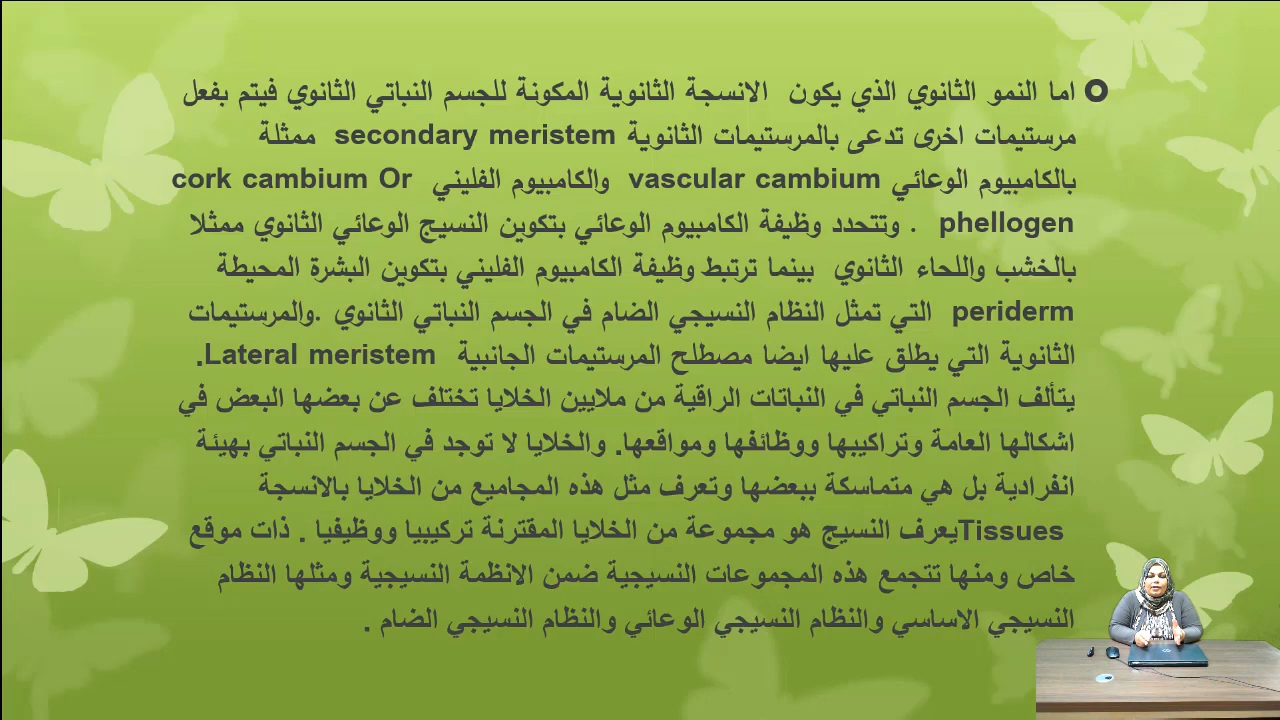 اما النمو الثانوي الذي يكون الانسجة الثانوية المكونة للجسم النباتي الثانوي فيتم بفعل
مرستيمات اخرى تدعى بالمرستيمات الثانوية secondary meristem ممثلة
بالكامبيوم الوعائي vascular cambium والكامبيوم الفليني cork cambium Or
phellogen . وتتحدد وظيفة الكامبيوم الوعائي بتكوين النسيج الوعائي الثانوي ممثلا
بالخشب واللحاء الثانوي بينما ترتبط وظيفة الكامبيوم الفليني بتكوين البشرة المحيطة
periderm التي تمثل النظام النسيجي الضام في الجسم النباتي الثانوي .والمرستيمات
الثانوية التي يطلق عليها ايضا مصطلح المرستيمات الجانبية Lateral meristem.
يتألف الجسم النباتي في النباتات الراقية من ملايين الخلايا تختلف عن بعضها البعض في
اشكالها العامة وتراكيبها ووظائفها ومواقعها. والخلايا لا توجد في الجسم النباتي بهيئة
انفرادية بل هي متماسكة ببعضها وتعرف مثل هذه المجاميع من الخلايا بالانسجة
Tissuesيعرف النسيج هو مجموعة من الخلايا المقترنة تركيبيا ووظيفيا . ذات موقع
خاص ومنها تتجمع هذه المجموعات النسيجية ضمن الانظمة النسيجية ومثلها النظام
النسيجي الاساسي والنظام النسيجي الوعائي والنظام النسيجي الضام .